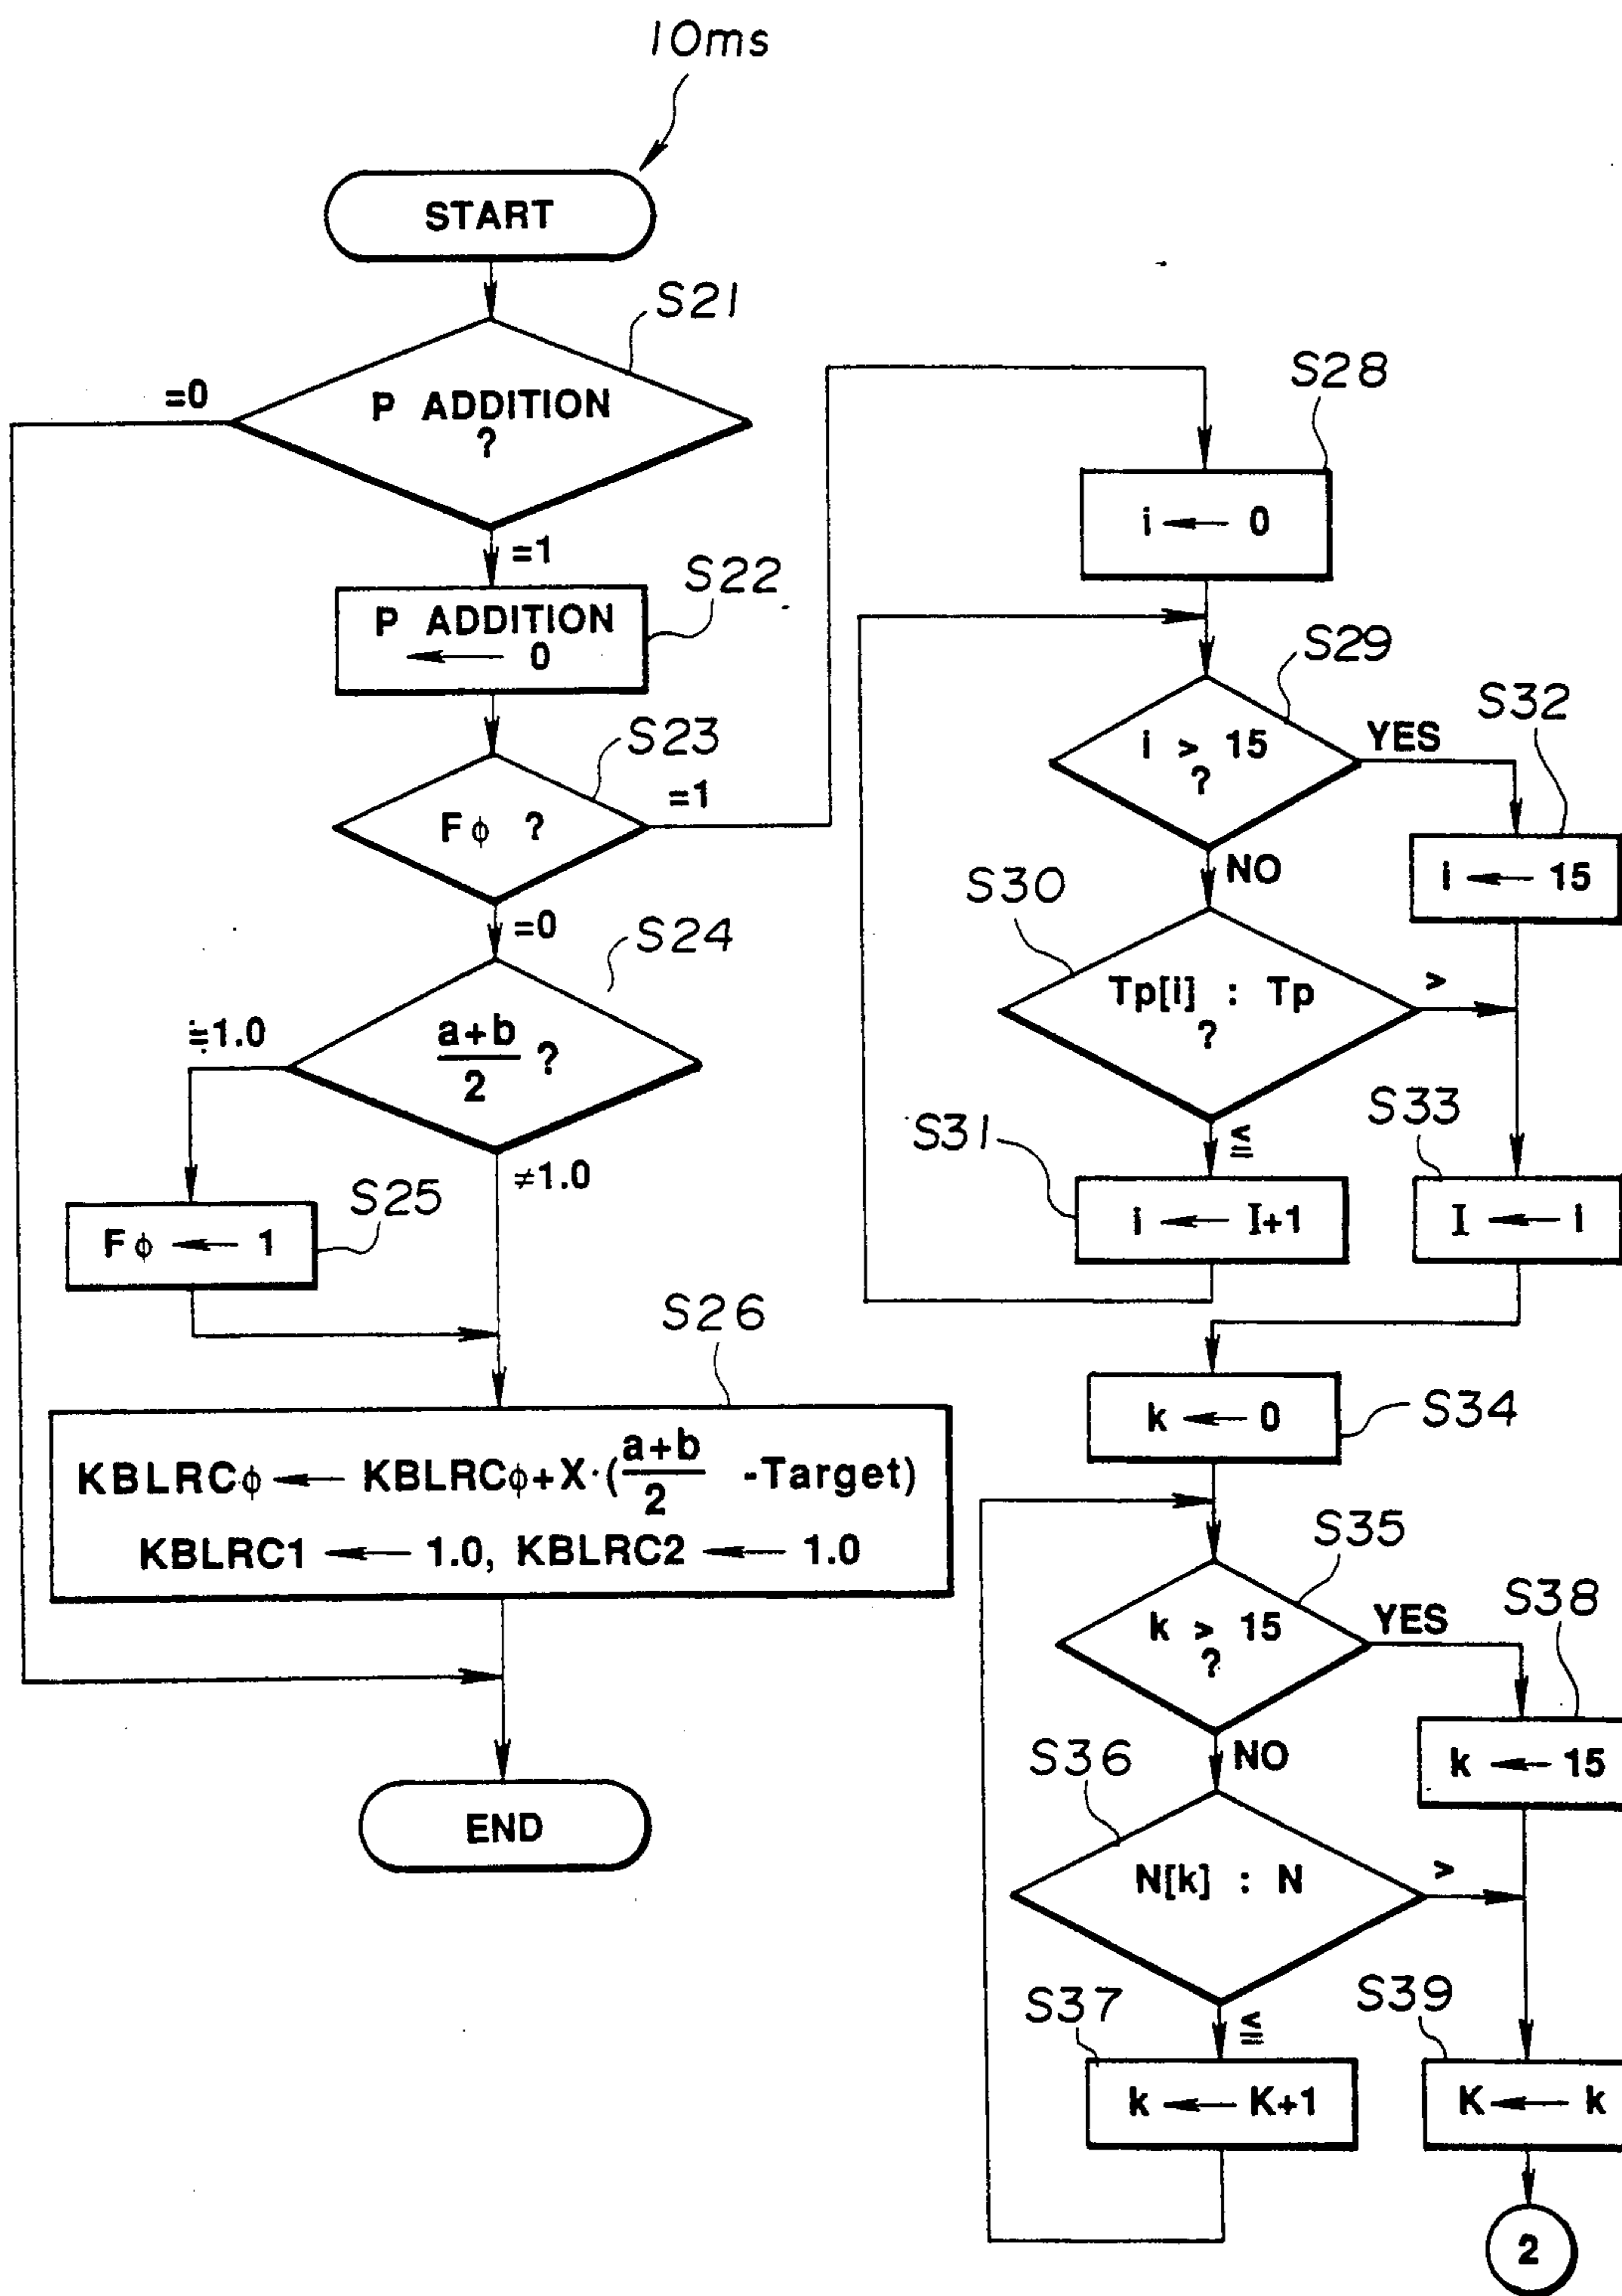 10ms
START
S21
=0
P ADDITION
?
=1
S22
P ADDITION
← 0
S23
Fφ ?
=1
=0
S24
a+b
2
?
≒1.0
≠1.0
S25
Fφ ← 1
S26
KBLRCφ ← KBLRCφ+X·(a+b/2 -Target)
KBLRC1 ← 1.0, KBLRC2 ← 1.0
END
S28
i ← 0
S29
i > 15
?
YES
NO
S32
i ← 15
S30
Tp[i] : Tp
?
>
≦
S31
i ← I+1
S33
I ← i
S34
k ← 0
S35
k > 15
?
YES
NO
S38
k ← 15
S36
N[k] : N
>
≦
S37
k ← K+1
S39
K ← k
2